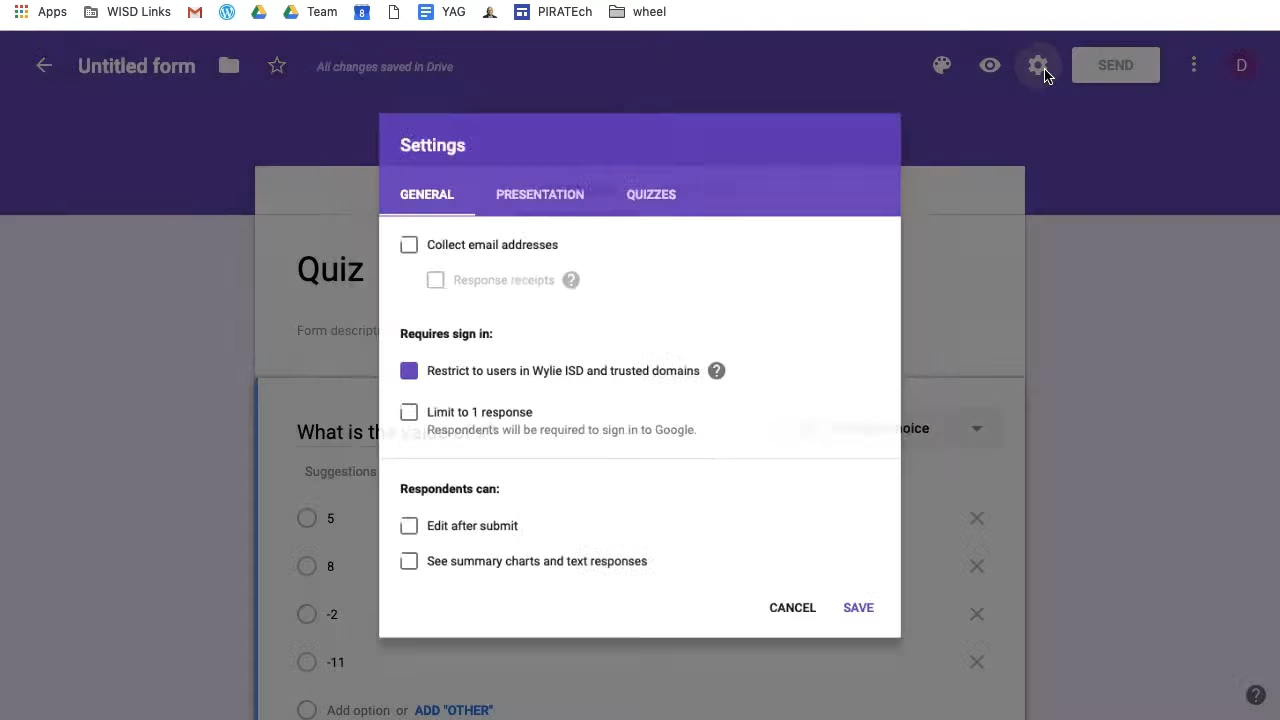 Apps WISD Links Team 8 YAG PIRATEch wheel
Untitled form All changes saved in Drive SEND D
Settings
GENERAL PRESENTATION QUIZZES
Collect email addresses
Quiz
Response receipts ?
Form descript
Requires sign in:
Restrict to users in Wylie ISD and trusted domains ?
Limit to 1 response
Respondents will be required to sign in to Google.
What is the value of
oice
Suggestions
Respondents can:
5
Edit after submit
8
See summary charts and text responses
CANCEL SAVE
-2
-11
Add option or ADD "OTHER"
?